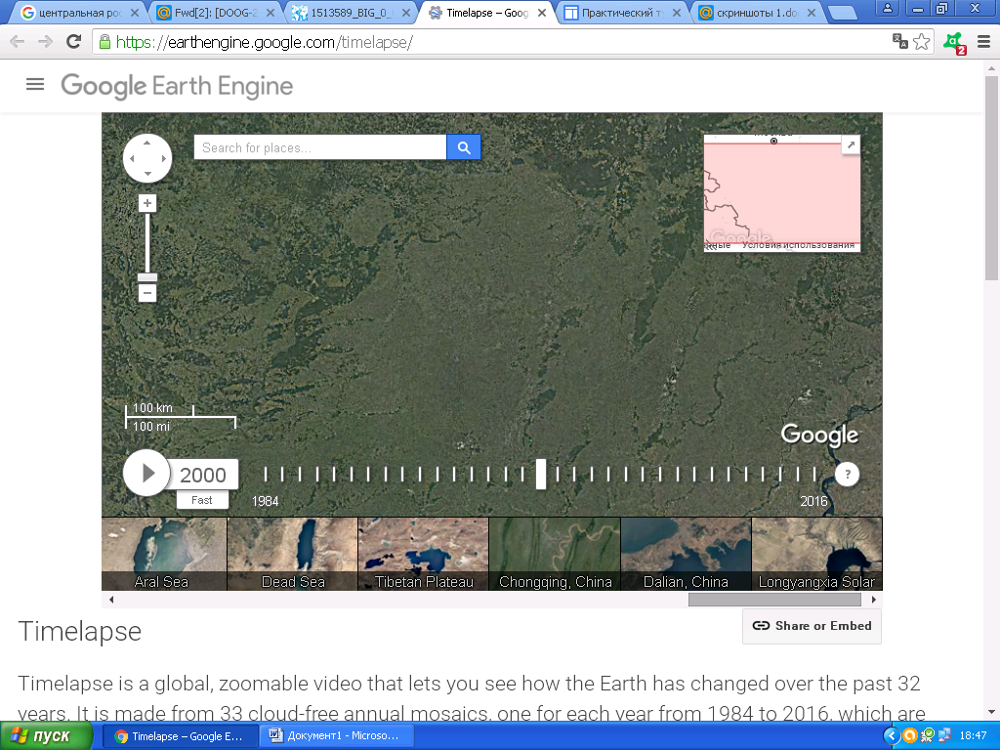 центральная рос
Fwd[2]: [DOOG-2
1513589_BIG_0_
Timelapse – Goog
Практический ту
скриншоты 1.do
https://earthengine.google.com/timelapse/
2
Google Earth Engine
Search for places...
Google
Условия использования
100 km
100 mi
Google
2000
Fast
1984
2016
?
Aral Sea
Dead Sea
Tibetan Plateau
Chongqing, China
Dalian, China
Longyangxia Solar
Timelapse
Share or Embed
Timelapse is a global, zoomable video that lets you see how the Earth has changed over the past 32
years. It is made from 33 cloud-free annual mosaics, one for each year from 1984 to 2016, which are
пуск
Timelapse – Google E...
Документ1 - Microso...
18:47